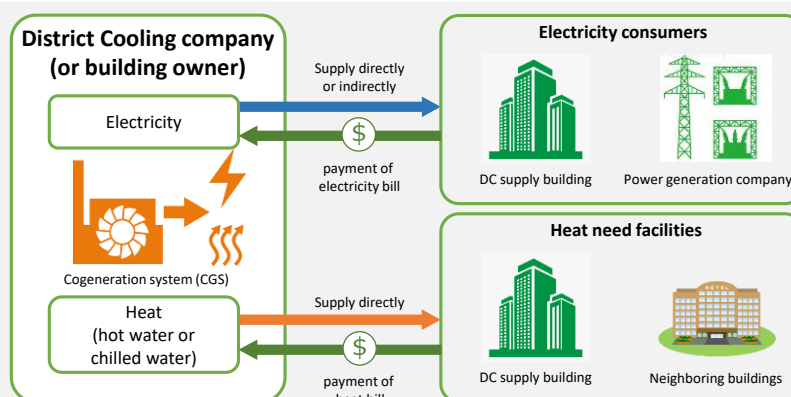 District Cooling company
(or building owner)
Electricity
Cogeneration system (CGS)
Heat
(hot water or
chilled water)
Supply directly
or indirectly
$
payment of
electricity bill
Supply directly
$
payment of
heat bill
Electricity consumers
DC supply building
Power generation company
Heat need facilities
DC supply building
HOTEL
Neighboring buildings